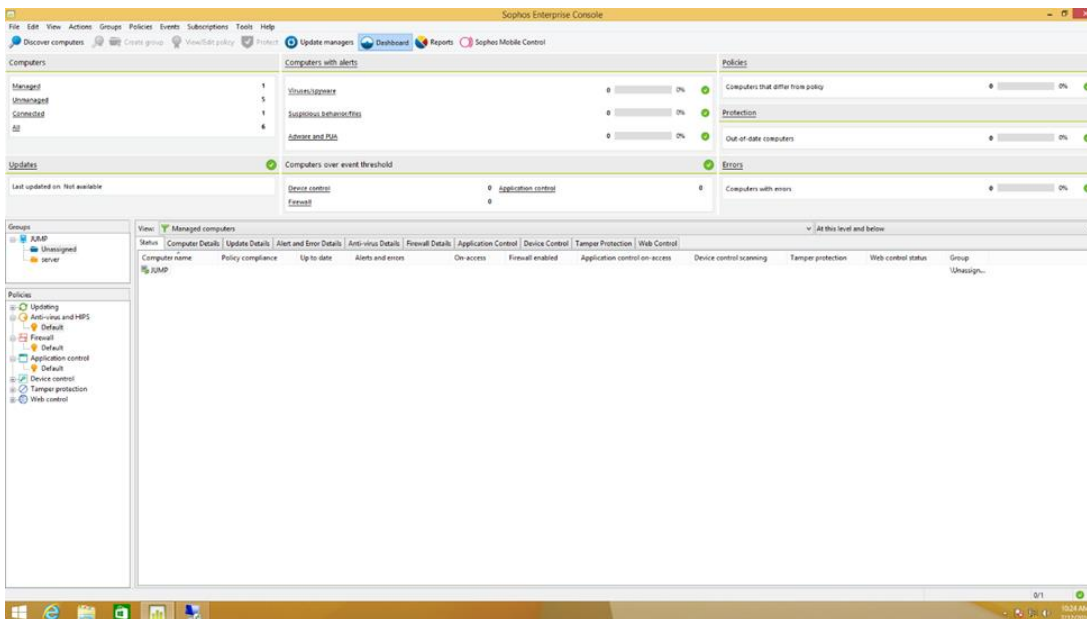 Sophos Enterprise Console
File Edit View Actions Groups Policies Events Subscriptions Tools Help
Discover computers Create group View/Edit policy Protect Update managers Dashboard Reports Sophos Mobile Control
Computers
Managed 1
Unmanaged 5
Connected 1
All 6
Updates
Last updated on Not available
Computers with alerts
Viruses/spyware 0 0%
Suspicious behavior/files 0 0%
Adware and PUA 0 0%
Computers over event threshold
Device control 0 Application control 0
Firewall 0
Policies
Computers that differ from policy 0 0%
Protection
Out-of-date computers 0 0%
Errors
Computers with errors 0 0%
Groups
JUMP
Unassigned
server
Policies
Updating
Anti-virus and HIPS
Default
Firewall
Default
Application control
Default
Device control
Tamper protection
Web control
View: Managed computers At this level and below
Status Computer Details Update Details Alert and Error Details Anti-virus Details Firewall Details Application Control Device Control Tamper Protection Web Control
Computer name Policy compliance Up to date Alerts and errors On-access Firewall enabled Application control on-access Device control scanning Tamper protection Web control status Group
JUMP \Unassign...
0/1
10:24 AM